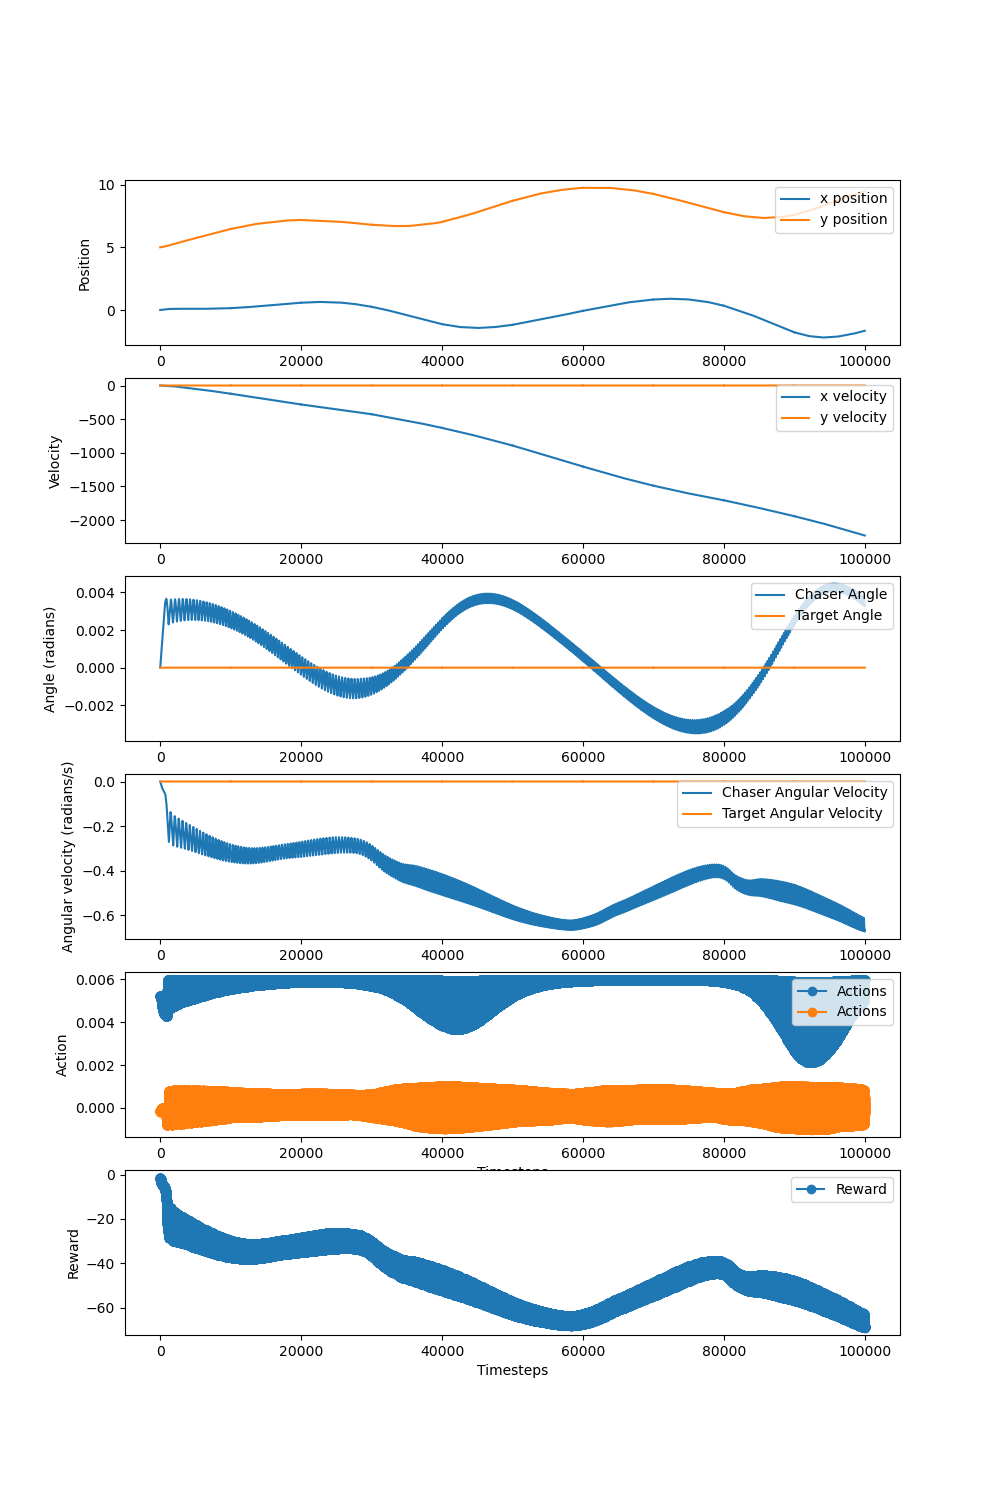 10
5
0
Position
x position
y position
0 20000 40000 60000 80000 100000
0
−500
−1000
−1500
−2000
Velocity
x velocity
y velocity
0 20000 40000 60000 80000 100000
0.004
0.002
0.000
−0.002
Angle (radians)
Chaser Angle
Target Angle
0 20000 40000 60000 80000 100000
0.0
−0.2
−0.4
−0.6
Angular velocity (radians/s)
Chaser Angular Velocity
Target Angular Velocity
0 20000 40000 60000 80000 100000
0.006
0.004
0.002
0.000
Action
Actions
Actions
0 20000 40000 60000 80000 100000
Timesteps
0
−20
−40
−60
Reward
Reward
0 20000 40000 60000 80000 100000
Timesteps